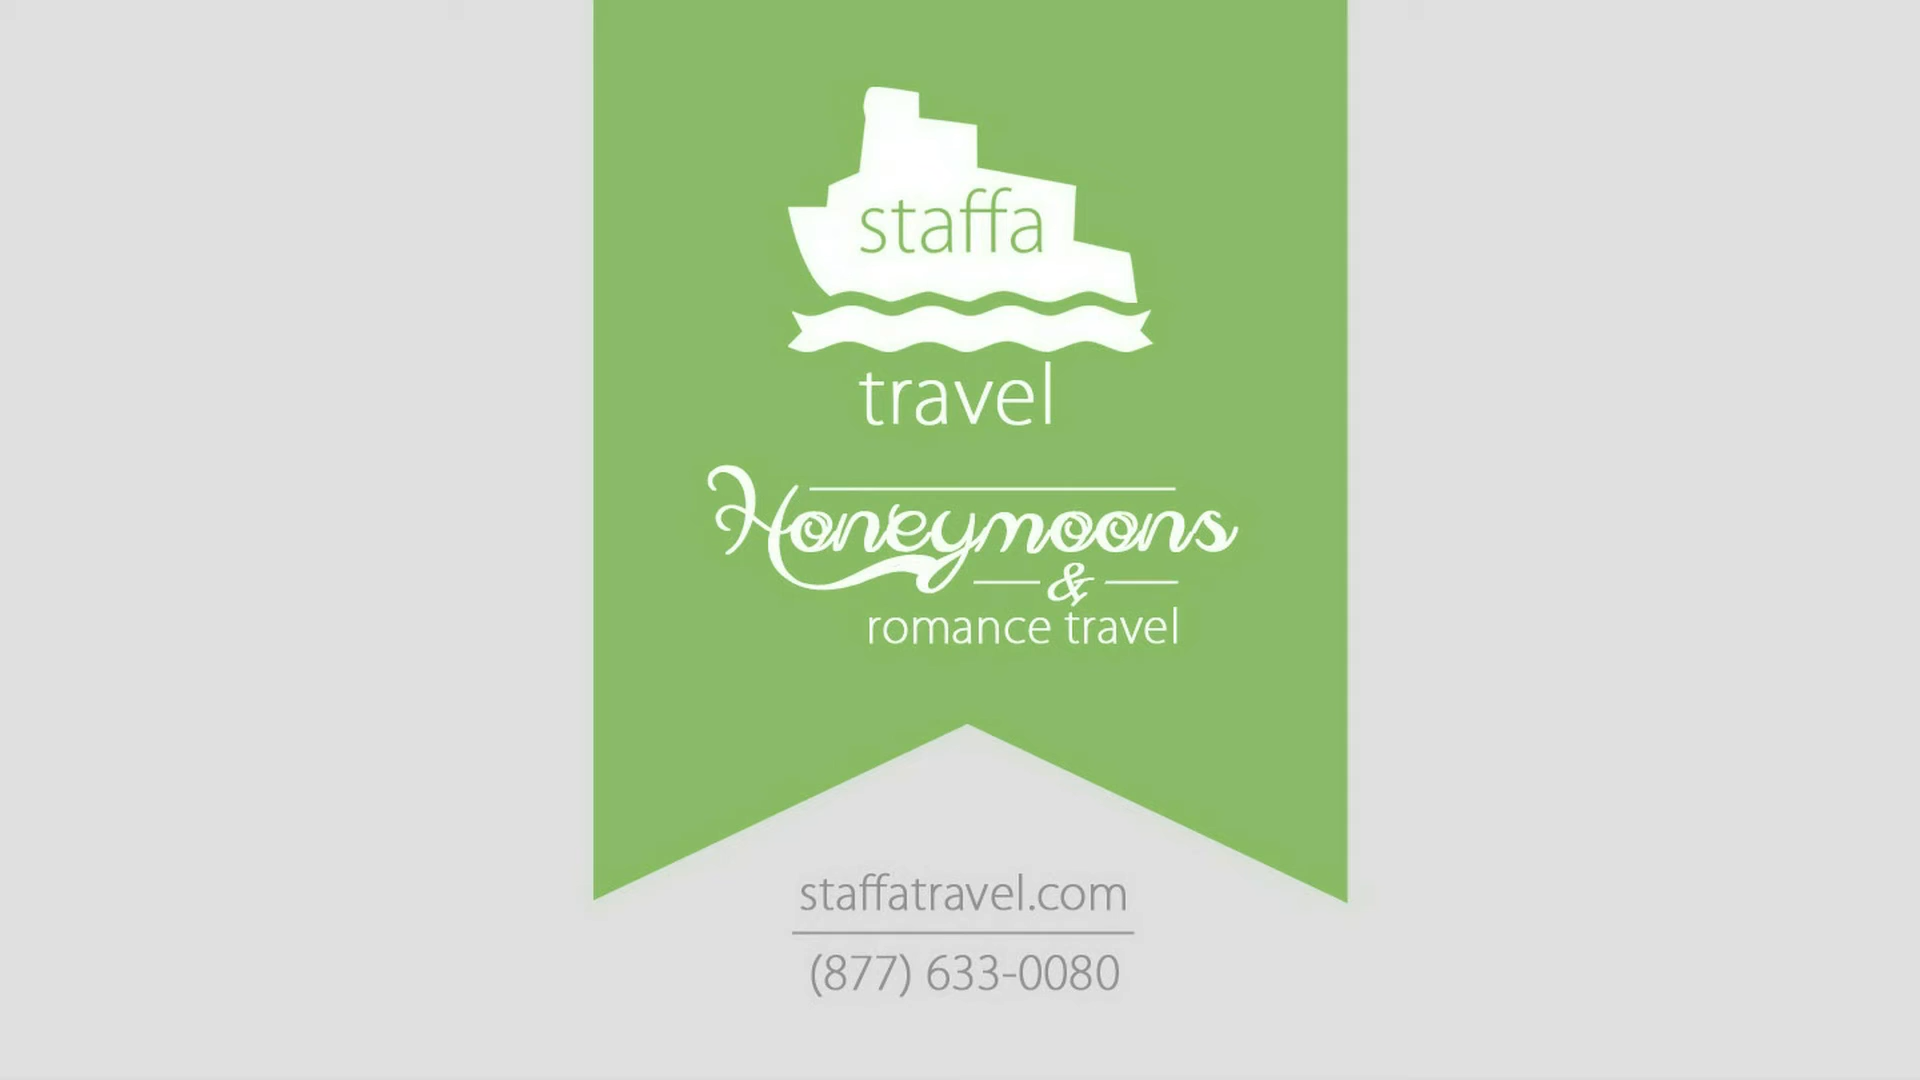 staffa
travel
Honeymoons
&
romance travel
staffatravel.com
(877) 633-0080